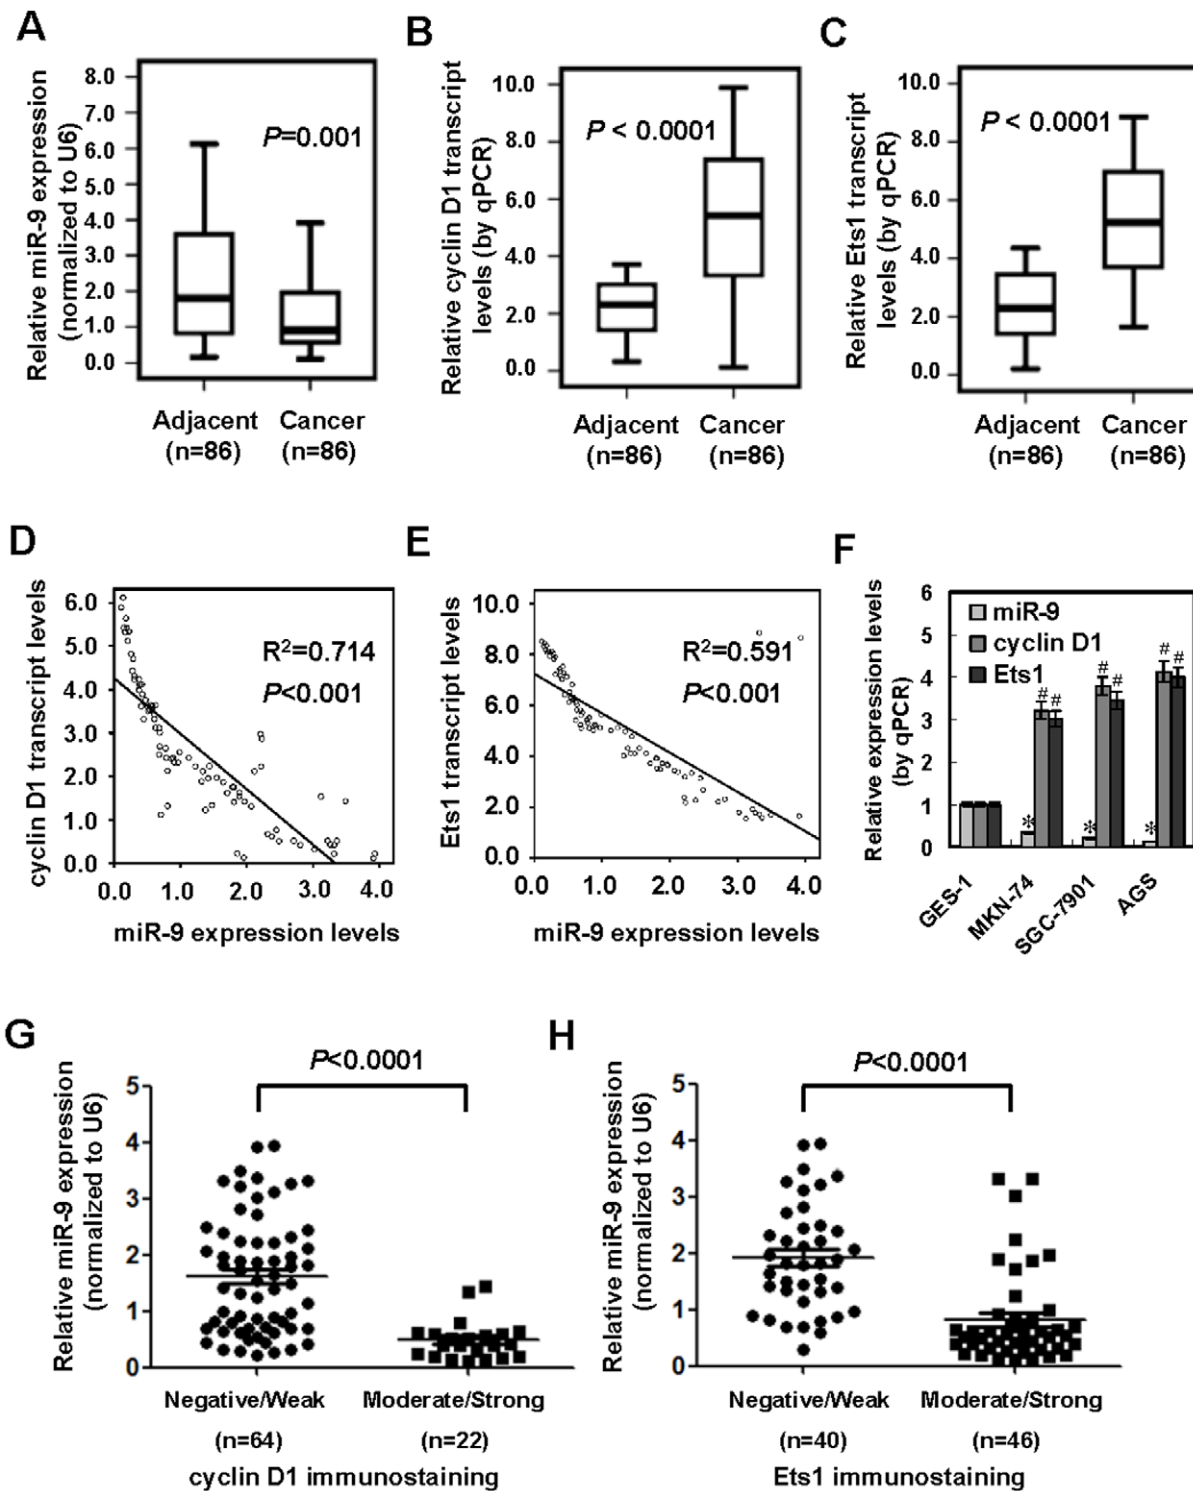 A
Relative miR-9 expression
(normalized to U6)
8.0
7.0
6.0
5.0
4.0
3.0
2.0
1.0
0.0
P=0.001
Adjacent
(n=86)
Cancer
(n=86)
B
Relative cyclin D1 transcript
levels (by qPCR)
10.0
8.0
6.0
4.0
2.0
0.0
P < 0.0001
Adjacent
(n=86)
Cancer
(n=86)
C
Relative Ets1 transcript
levels (by qPCR)
10.0
8.0
6.0
4.0
2.0
0.0
P < 0.0001
Adjacent
(n=86)
Cancer
(n=86)
D
cyclin D1 transcript levels
6.0
5.0
4.0
3.0
2.0
1.0
0.0
R²=0.714
P<0.001
0.0 1.0 2.0 3.0 4.0
miR-9 expression levels
E
Ets1 transcript levels
10.0
8.0
6.0
4.0
2.0
0.0
R²=0.591
P<0.001
0.0 1.0 2.0 3.0 4.0
miR-9 expression levels
F
Relative expression levels
(by qPCR)
6
5
4
3
2
1
0
miR-9
cyclin D1
Ets1
# #
# #
# #
* * *
GES-1
MKN-74
SGC-7901
AGS
G
Relative miR-9 expression
(normalized to U6)
5
4
3
2
1
0
P<0.0001
Negative/Weak Moderate/Strong
(n=64) (n=22)
cyclin D1 immunostaining
H
Relative miR-9 expression
(normalized to U6)
5
4
3
2
1
0
P<0.0001
Negative/Weak Moderate/Strong
(n=40) (n=46)
Ets1 immunostaining